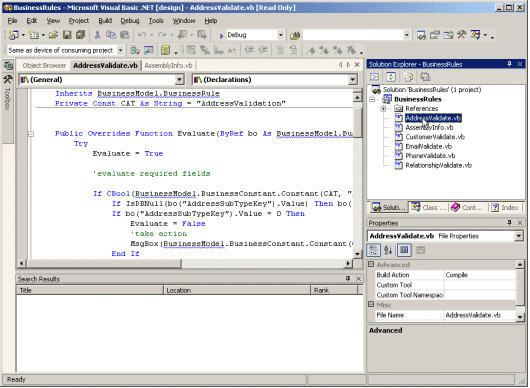 BusinessRules - Microsoft Visual Basic .NET [design] - AddressValidate.vb [Read Only]
File Edit View Project Build Debug Tools Window Help
Debug
Same as device of consuming project
Object Browser AddressValidate.vb AssemblyInfo.vb
(General) (Declarations)
Inherits BusinessModel.BusinessRule
Private Const CAT As String = "AddressValidation"
Public Overrides Function Evaluate(ByRef bo As BusinessModel.Bu
Try
Evaluate = True
'evaluate required fields
If CBool(BusinessModel.BusinessConstant.Constant(CAT, "
If IsDBNull(bo("AddressSubTypeKey").Value) Then bo(
If bo("AddressSubTypeKey").Value = 0 Then
Evaluate = False
'take action
MsgBox(BusinessModel.BusinessConstant.Constant(
End If
Toolbox
Search Results
Title Location Rank
Solution Explorer - BusinessRules
Solution 'BusinessRules' (1 project)
BusinessRules
References
AddressValidate.vb
AssemblyInfo.vb
CustomerValidate.vb
EmailValidate.vb
PhoneValidate.vb
RelationshipValidate.vb
Soluti... Class ... Cont... Index
Properties
AddressValidate.vb File Properties
Advanced
Build Action Compile
Custom Tool
Custom Tool Namespac
Misc
File Name AddressValidate.vb
Advanced